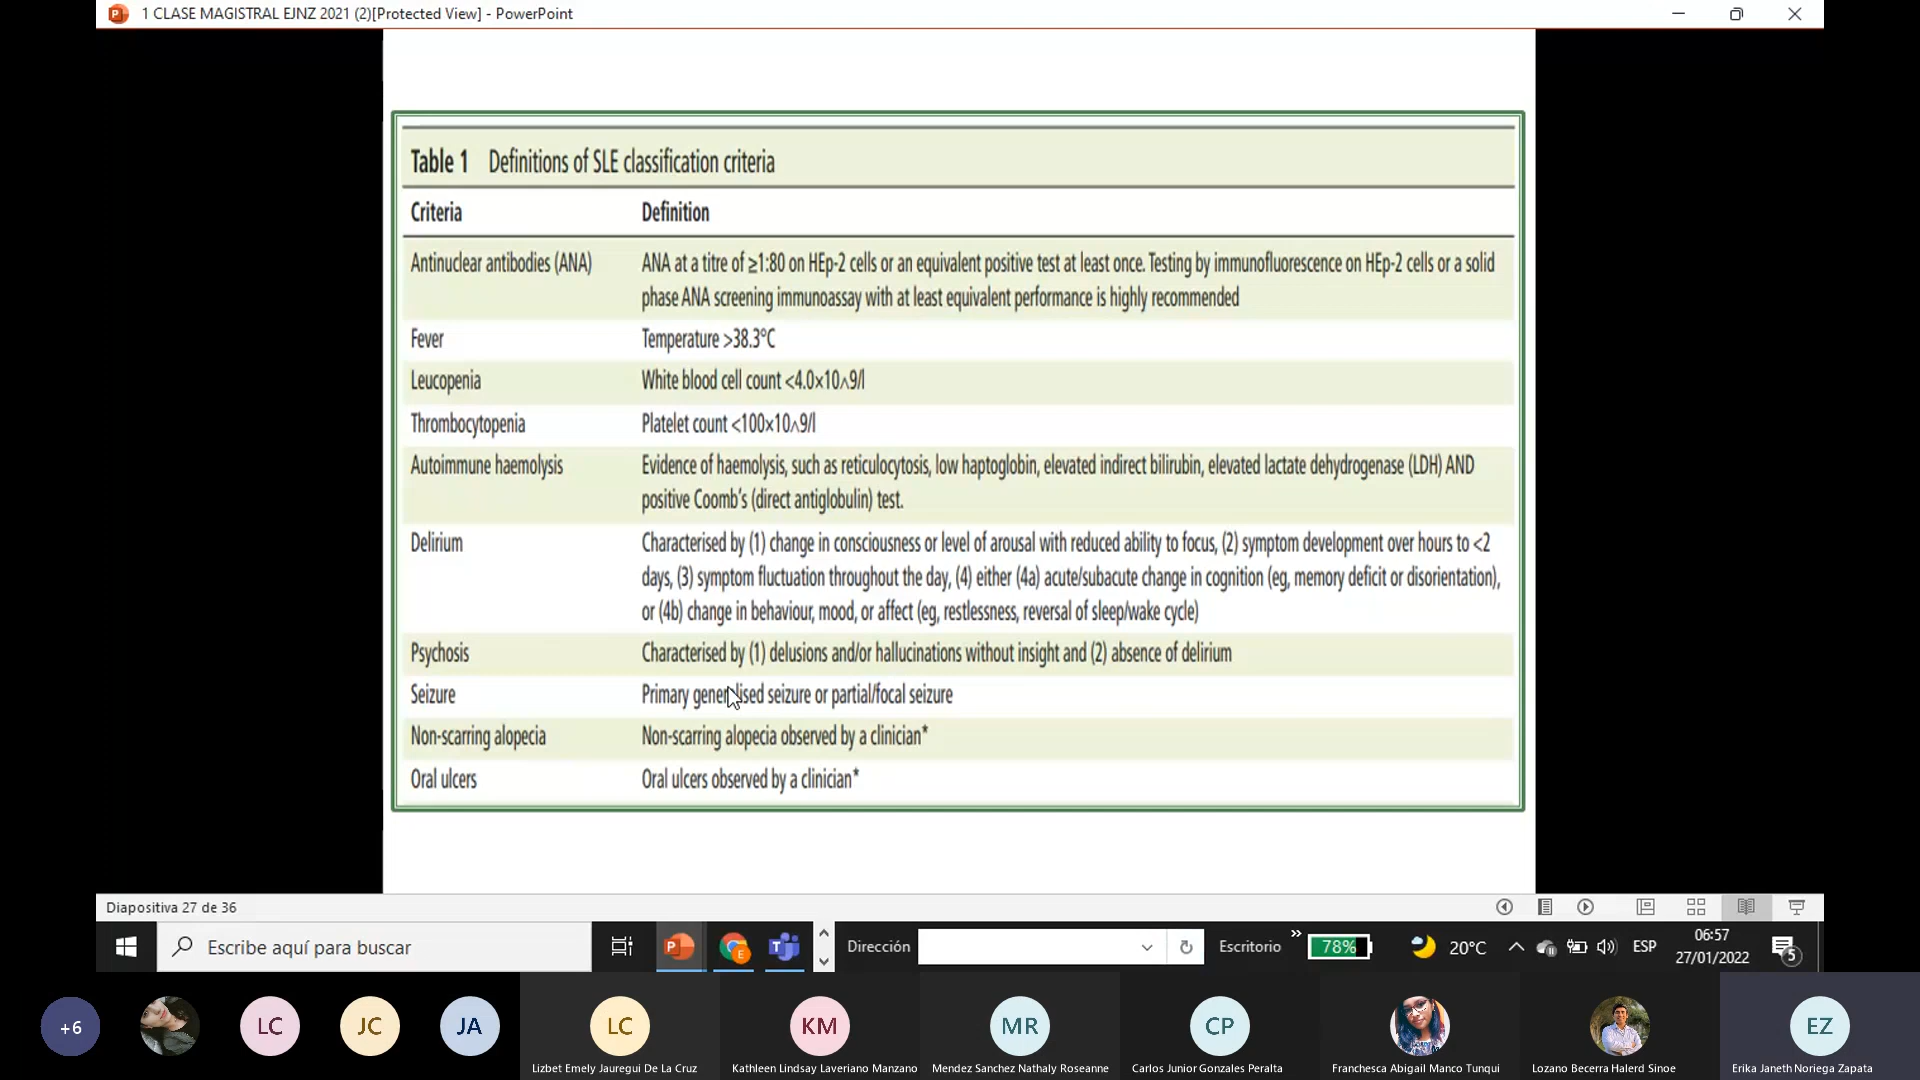 1 CLASE MAGISTRAL EJNZ 2021 (2)[Protected View] - PowerPoint
Table 1 Definitions of SLE classification criteria
Criteria Definition
Antinuclear antibodies (ANA) ANA at a titre of ≥1:80 on HEp-2 cells or an equivalent positive test at least once. Testing by immunofluorescence on HEp-2 cells or a solid
phase ANA screening immunoassay with at least equivalent performance is highly recommended
Fever Temperature >38.3°C
Leucopenia White blood cell count <4.0×10^9/l
Thrombocytopenia Platelet count <100×10^9/l
Autoimmune haemolysis Evidence of haemolysis, such as reticulocytosis, low haptoglobin, elevated indirect bilirubin, elevated lactate dehydrogenase (LDH) AND
positive Coomb's (direct antiglobulin) test.
Delirium Characterised by (1) change in consciousness or level of arousal with reduced ability to focus, (2) symptom development over hours to <2
days, (3) symptom fluctuation throughout the day, (4) either (4a) acute/subacute change in cognition (eg, memory deficit or disorientation),
or (4b) change in behaviour, mood, or affect (eg, restlessness, reversal of sleep/wake cycle)
Psychosis Characterised by (1) delusions and/or hallucinations without insight and (2) absence of delirium
Seizure Primary generalised seizure or partial/focal seizure
Non-scarring alopecia Non-scarring alopecia observed by a clinician*
Oral ulcers Oral ulcers observed by a clinician*
Diapositiva 27 de 36
Escribe aquí para buscar
Dirección
Escritorio
78%
20°C
ESP
06:57
27/01/2022
5
+6
LC
JC
JA
LC
KM
MR
CP
EZ
Lizbet Emely Jauregui De La Cruz
Kathleen Lindsay Laveriano Manzano
Mendez Sanchez Nathaly Roseanne
Carlos Junior Gonzales Peralta
Franchesca Abigail Manco Tunqui
Lozano Becerra Halerd Sinoe
Erika Janeth Noriega Zapata